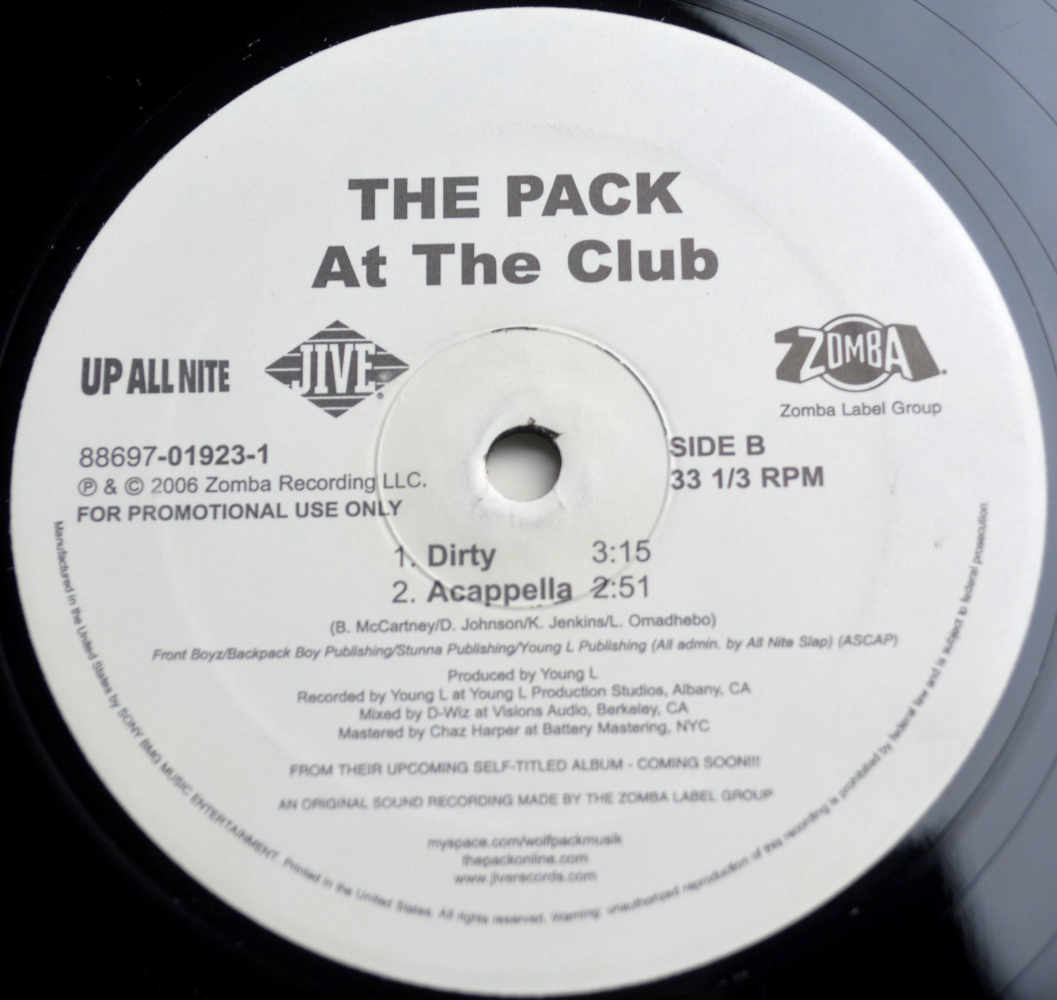 THE PACK
At The Club
UP ALL NITE
JIVE
ZOMBA
Zomba Label Group
88697-01923-1
℗ & © 2006 Zomba Recording LLC.
FOR PROMOTIONAL USE ONLY
SIDE B
33 1/3 RPM
1. Dirty 3:15
2. Acappella 2:51
(B. McCartney/D. Johnson/K. Jenkins/L. Omadhebo)
Front Boyz/Backpack Boy Publishing/Stunna Publishing/Young L Publishing (All admin. by All Nite Slap) (ASCAP)
Produced by Young L
Recorded by Young L at Young L Production Studios, Albany, CA
Mixed by D-Wiz at Visions Audio, Berkeley, CA
Mastered by Chaz Harper at Battery Mastering, NYC
FROM THEIR UPCOMING SELF-TITLED ALBUM - COMING SOON!!!
AN ORIGINAL SOUND RECORDING MADE BY THE ZOMBA LABEL GROUP
myspace.com/wolfpackmusik
thepackonline.com
www.jiverecords.com
Manufactured in the United States by SONY BMG MUSIC ENTERTAINMENT. Printed in the United States. All rights reserved. Warning: unauthorized reproduction of this recording is prohibited by federal law and is subject to federal prosecution